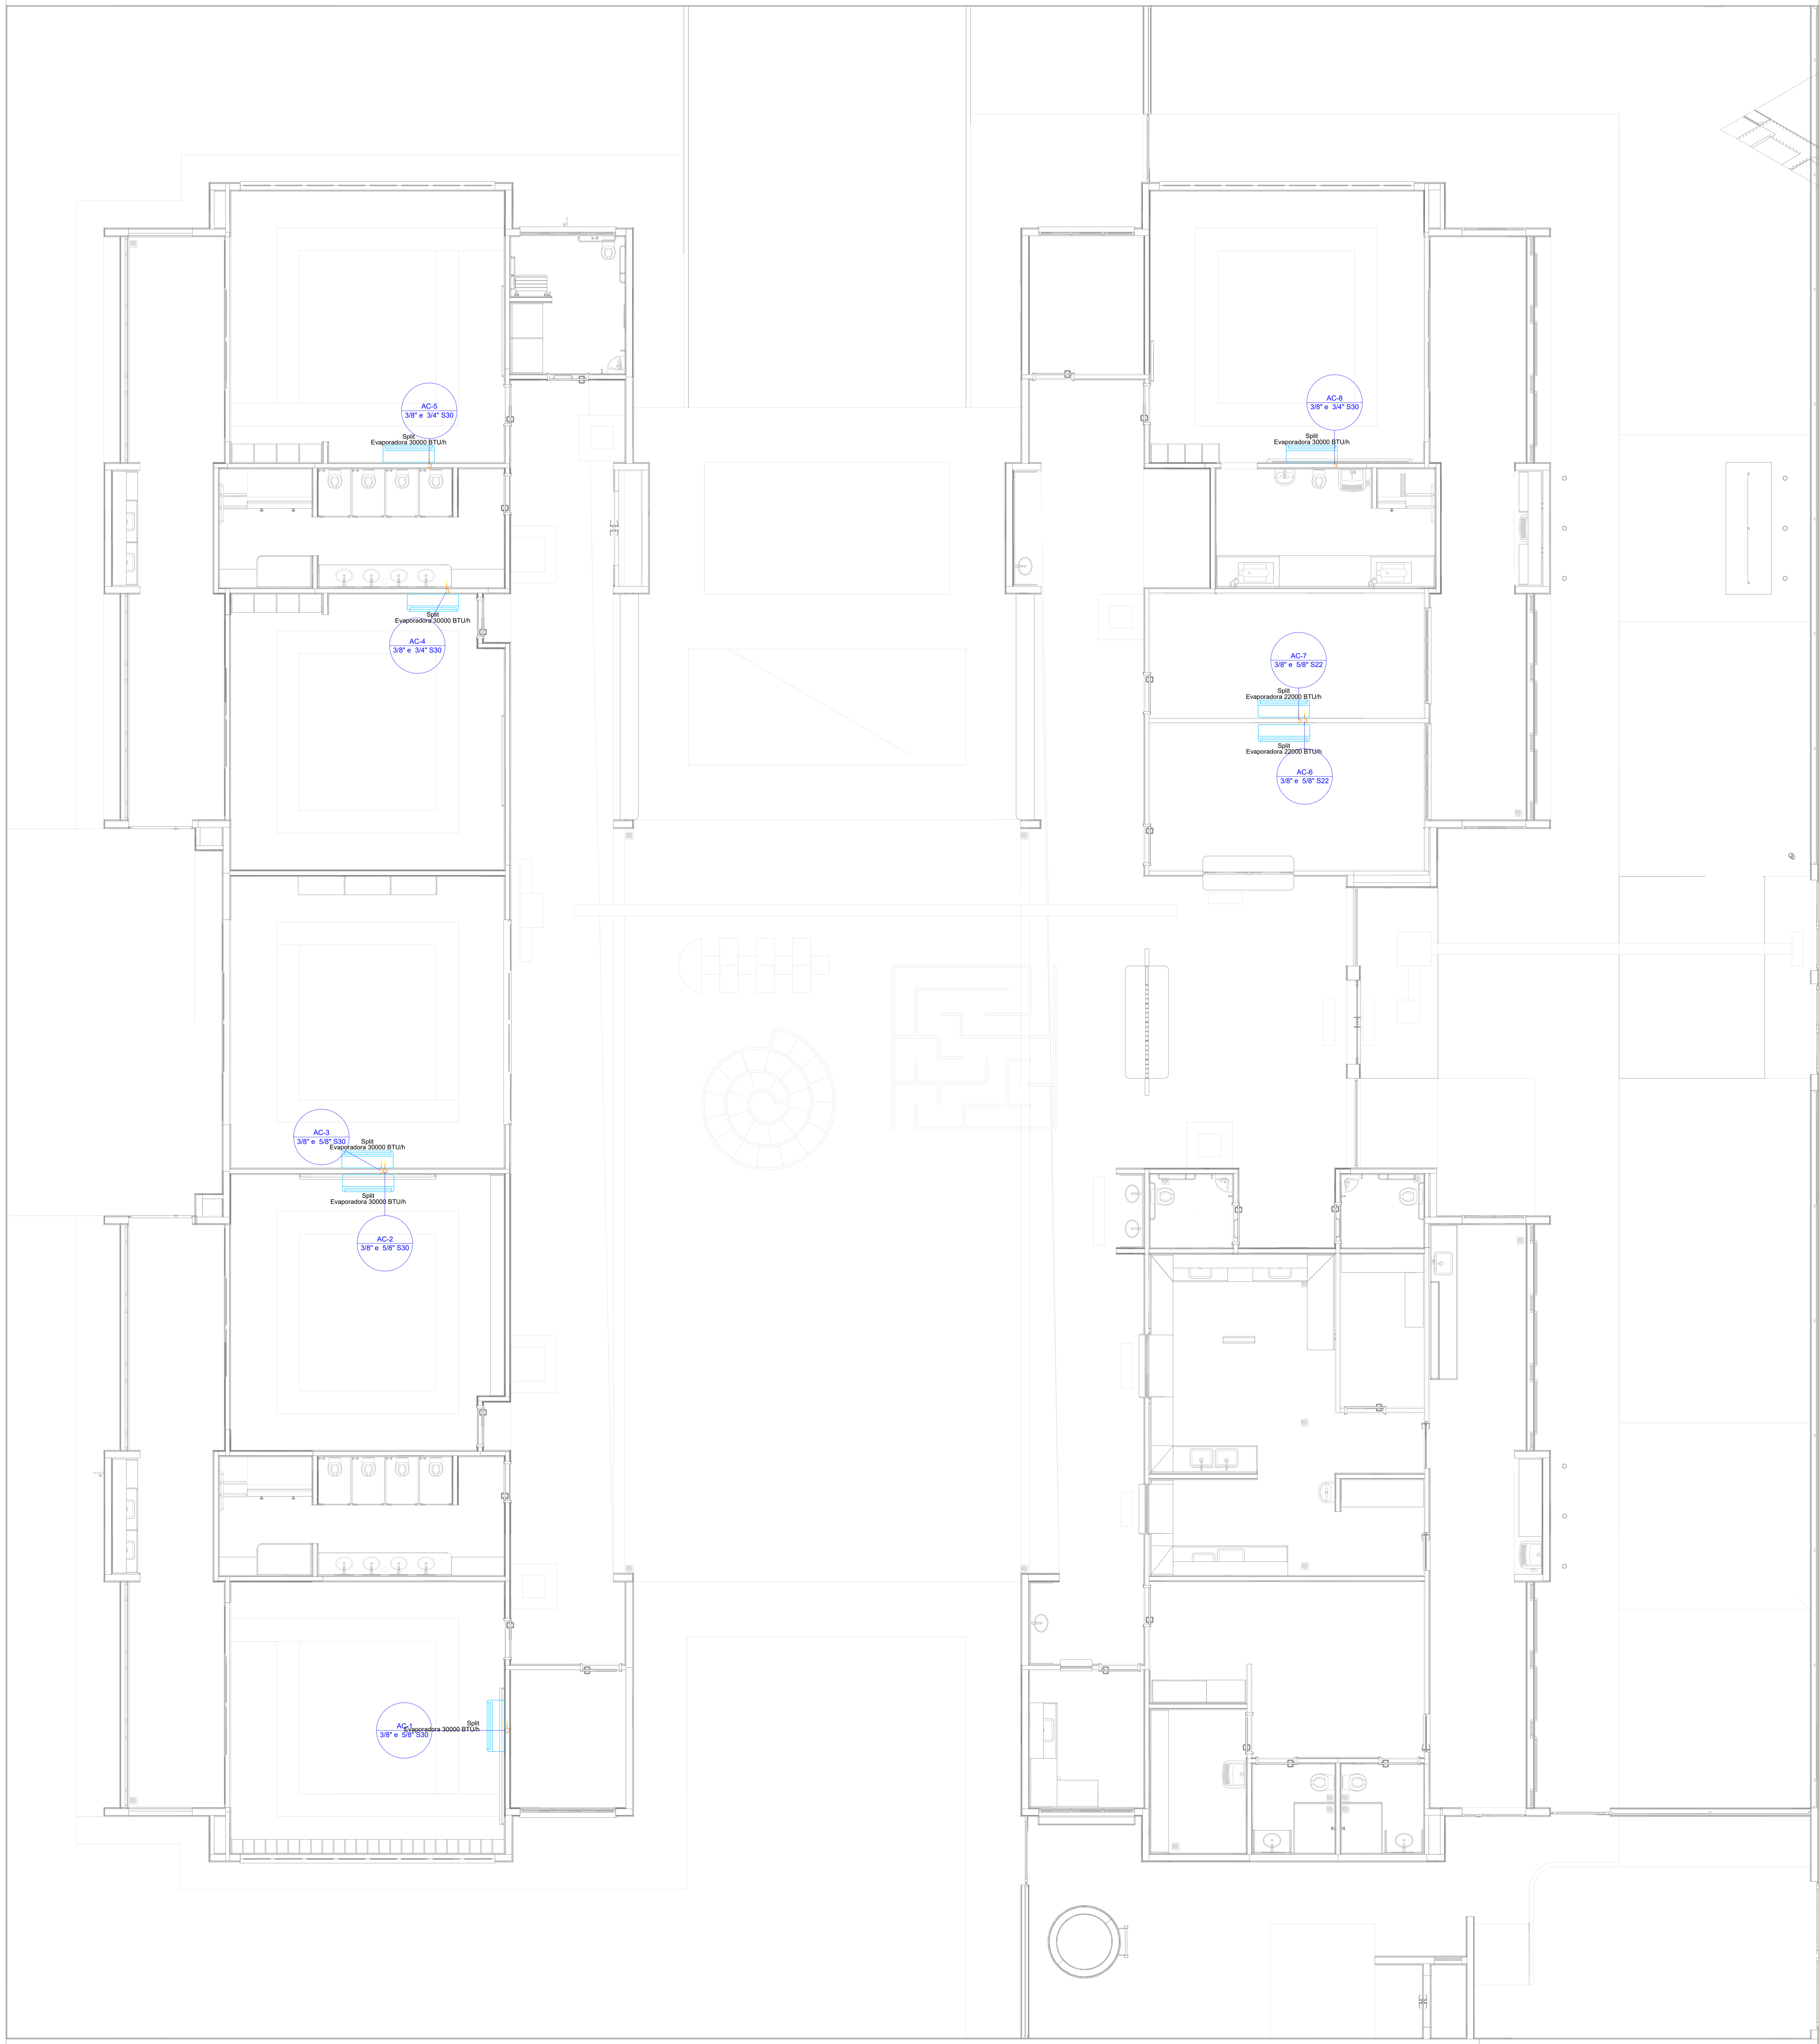 AC-5
3/8" e 3/4" S30
Split
Evaporadora 30000 BTU/h
AC-8
3/8" e 3/4" S30
Split
Evaporadora 30000 BTU/h
Split
Evaporadora 30000 BTU/h
AC-4
3/8" e 3/4" S30
AC-7
3/8" e 5/8" S22
Split
Evaporadora 22000 BTU/h
Split
Evaporadora 22000 BTU/h
AC-6
3/8" e 5/8" S22
AC-3
3/8" e 5/8" S30
Split
Evaporadora 30000 BTU/h
Split
Evaporadora 30000 BTU/h
AC-2
3/8" e 5/8" S30
Split
Evaporadora 30000 BTU/h
AC-1
3/8" e 5/8" S30